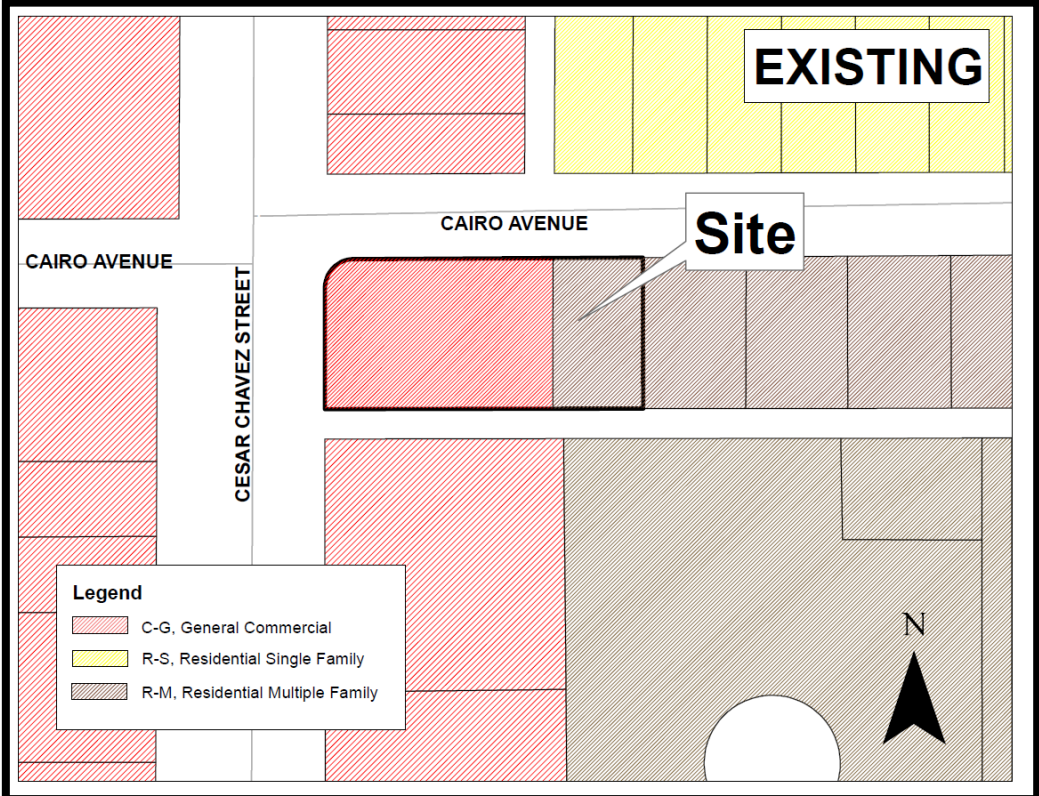 EXISTING
CAIRO AVENUE
Site
CAIRO AVENUE
CESAR CHAVEZ STREET
Legend
C-G, General Commercial
R-S, Residential Single Family
R-M, Residential Multiple Family
N